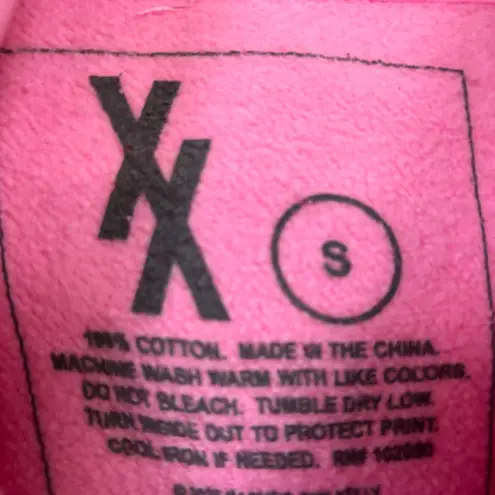 XX
S
100% COTTON. MADE IN THE CHINA.
MACHINE WASH WARM WITH LIKE COLORS.
DO NOT BLEACH. TUMBLE DRY LOW.
TURN INSIDE OUT TO PROTECT PRINT.
COOL IRON IF NEEDED. RN#